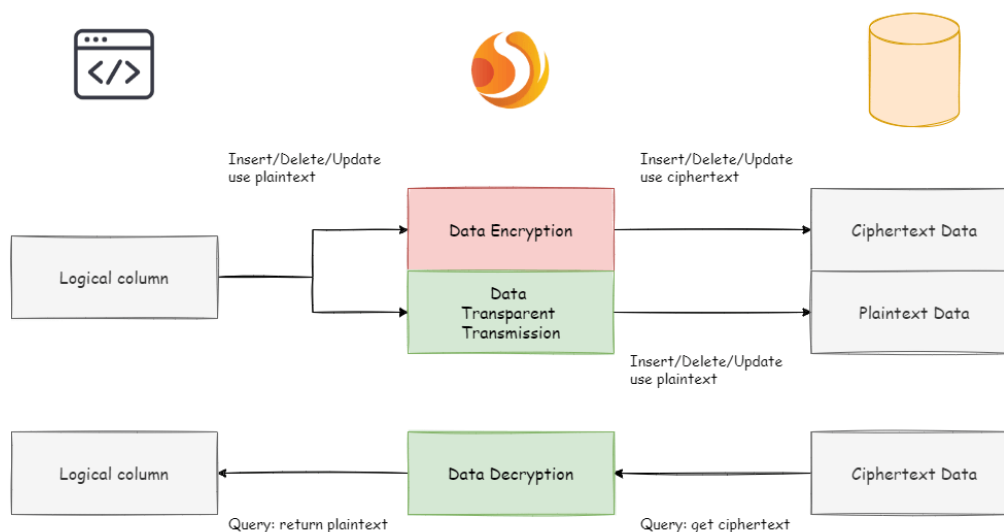 </>
Insert/Delete/Update
use plaintext
Insert/Delete/Update
use ciphertext
Logical column
Data Encryption
Ciphertext Data
Data
Transparent
Transmission
Plaintext Data
Insert/Delete/Update
use plaintext
Logical column
Data Decryption
Ciphertext Data
Query: return plaintext
Query: get ciphertext